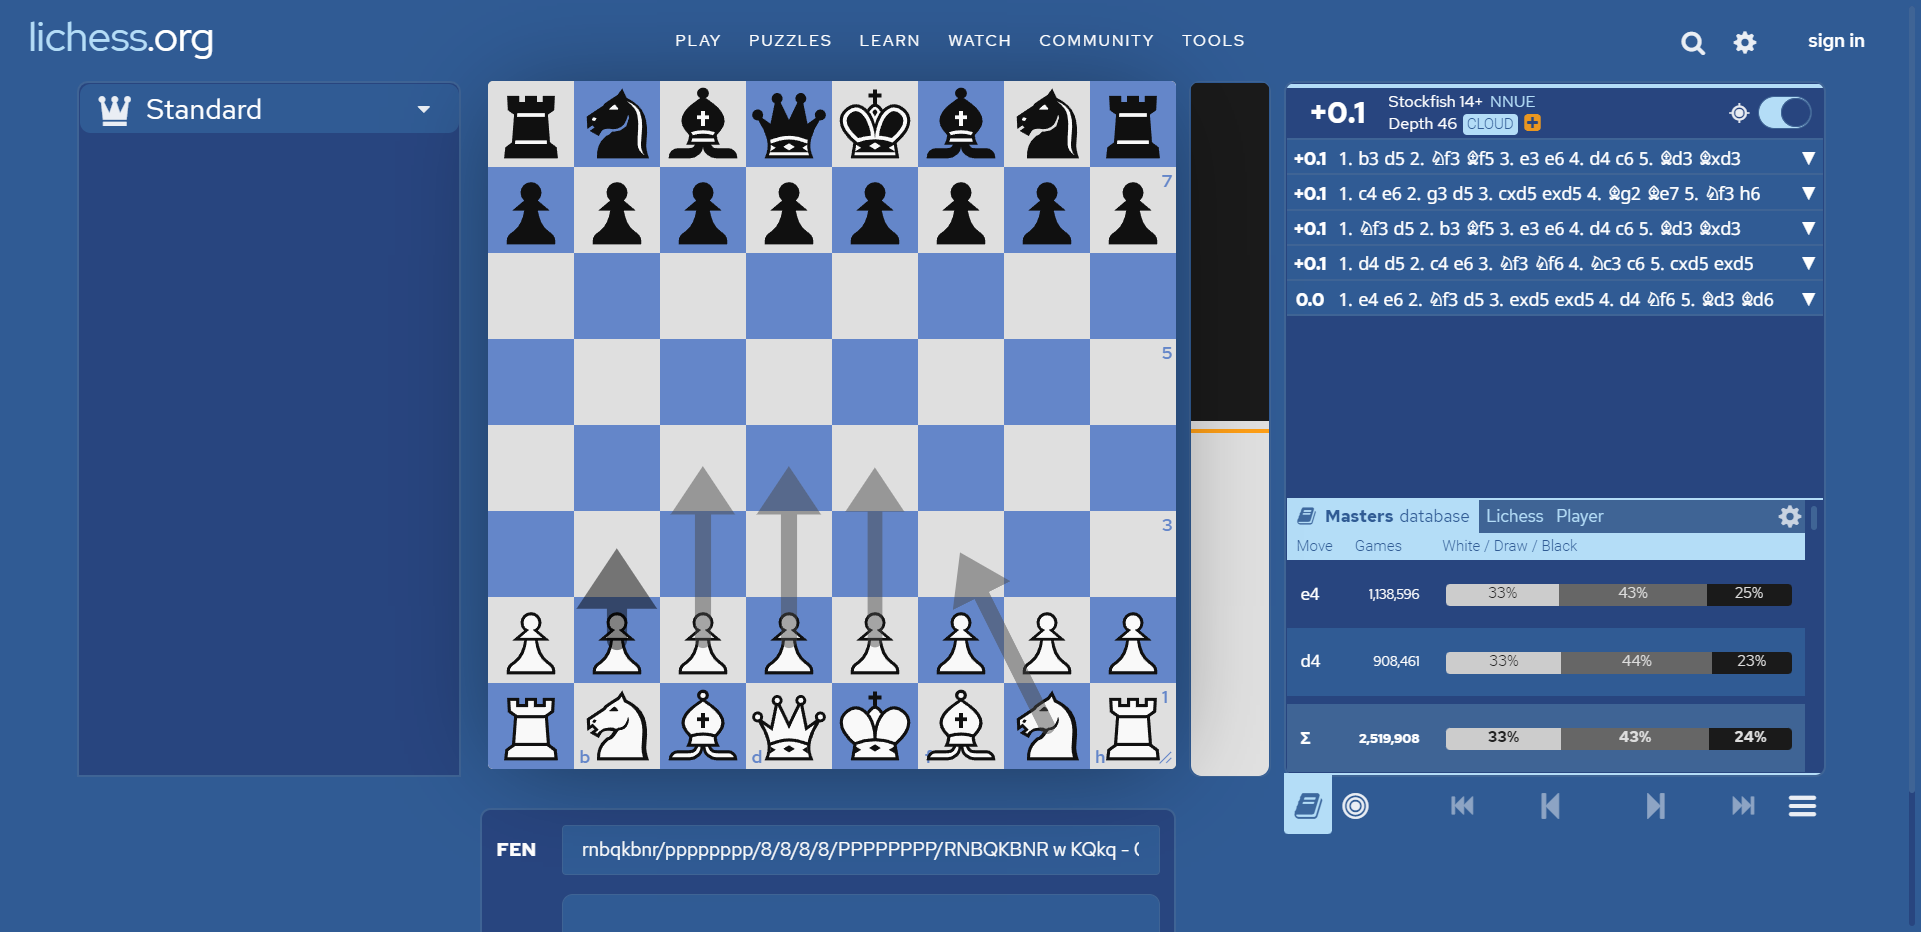 lichess.org
PLAY PUZZLES LEARN WATCH COMMUNITY TOOLS
sign in
Standard
7
5
3
1
b d f h
+0.1
Stockfish 14+ NNUE
Depth 46 CLOUD
+0.1 1. b3 d5 2. ♘f3 ♗f5 3. e3 e6 4. d4 c6 5. ♗d3 ♗xd3
+0.1 1. c4 e6 2. g3 d5 3. cxd5 exd5 4. ♗g2 ♗e7 5. ♘f3 h6
+0.1 1. ♘f3 d5 2. b3 ♗f5 3. e3 e6 4. d4 c6 5. ♗d3 ♗xd3
+0.1 1. d4 d5 2. c4 e6 3. ♘f3 ♘f6 4. ♘c3 c6 5. cxd5 exd5
0.0 1. e4 e6 2. ♘f3 d5 3. exd5 exd5 4. d4 ♘f6 5. ♗d3 ♗d6
Masters database Lichess Player
Move Games White / Draw / Black
e4 1,138,596 33% 43% 25%
d4 908,461 33% 44% 23%
Σ 2,519,908 33% 43% 24%
FEN rnbqkbnr/pppppppp/8/8/8/8/PPPPPPPP/RNBQKBNR w KQkq -